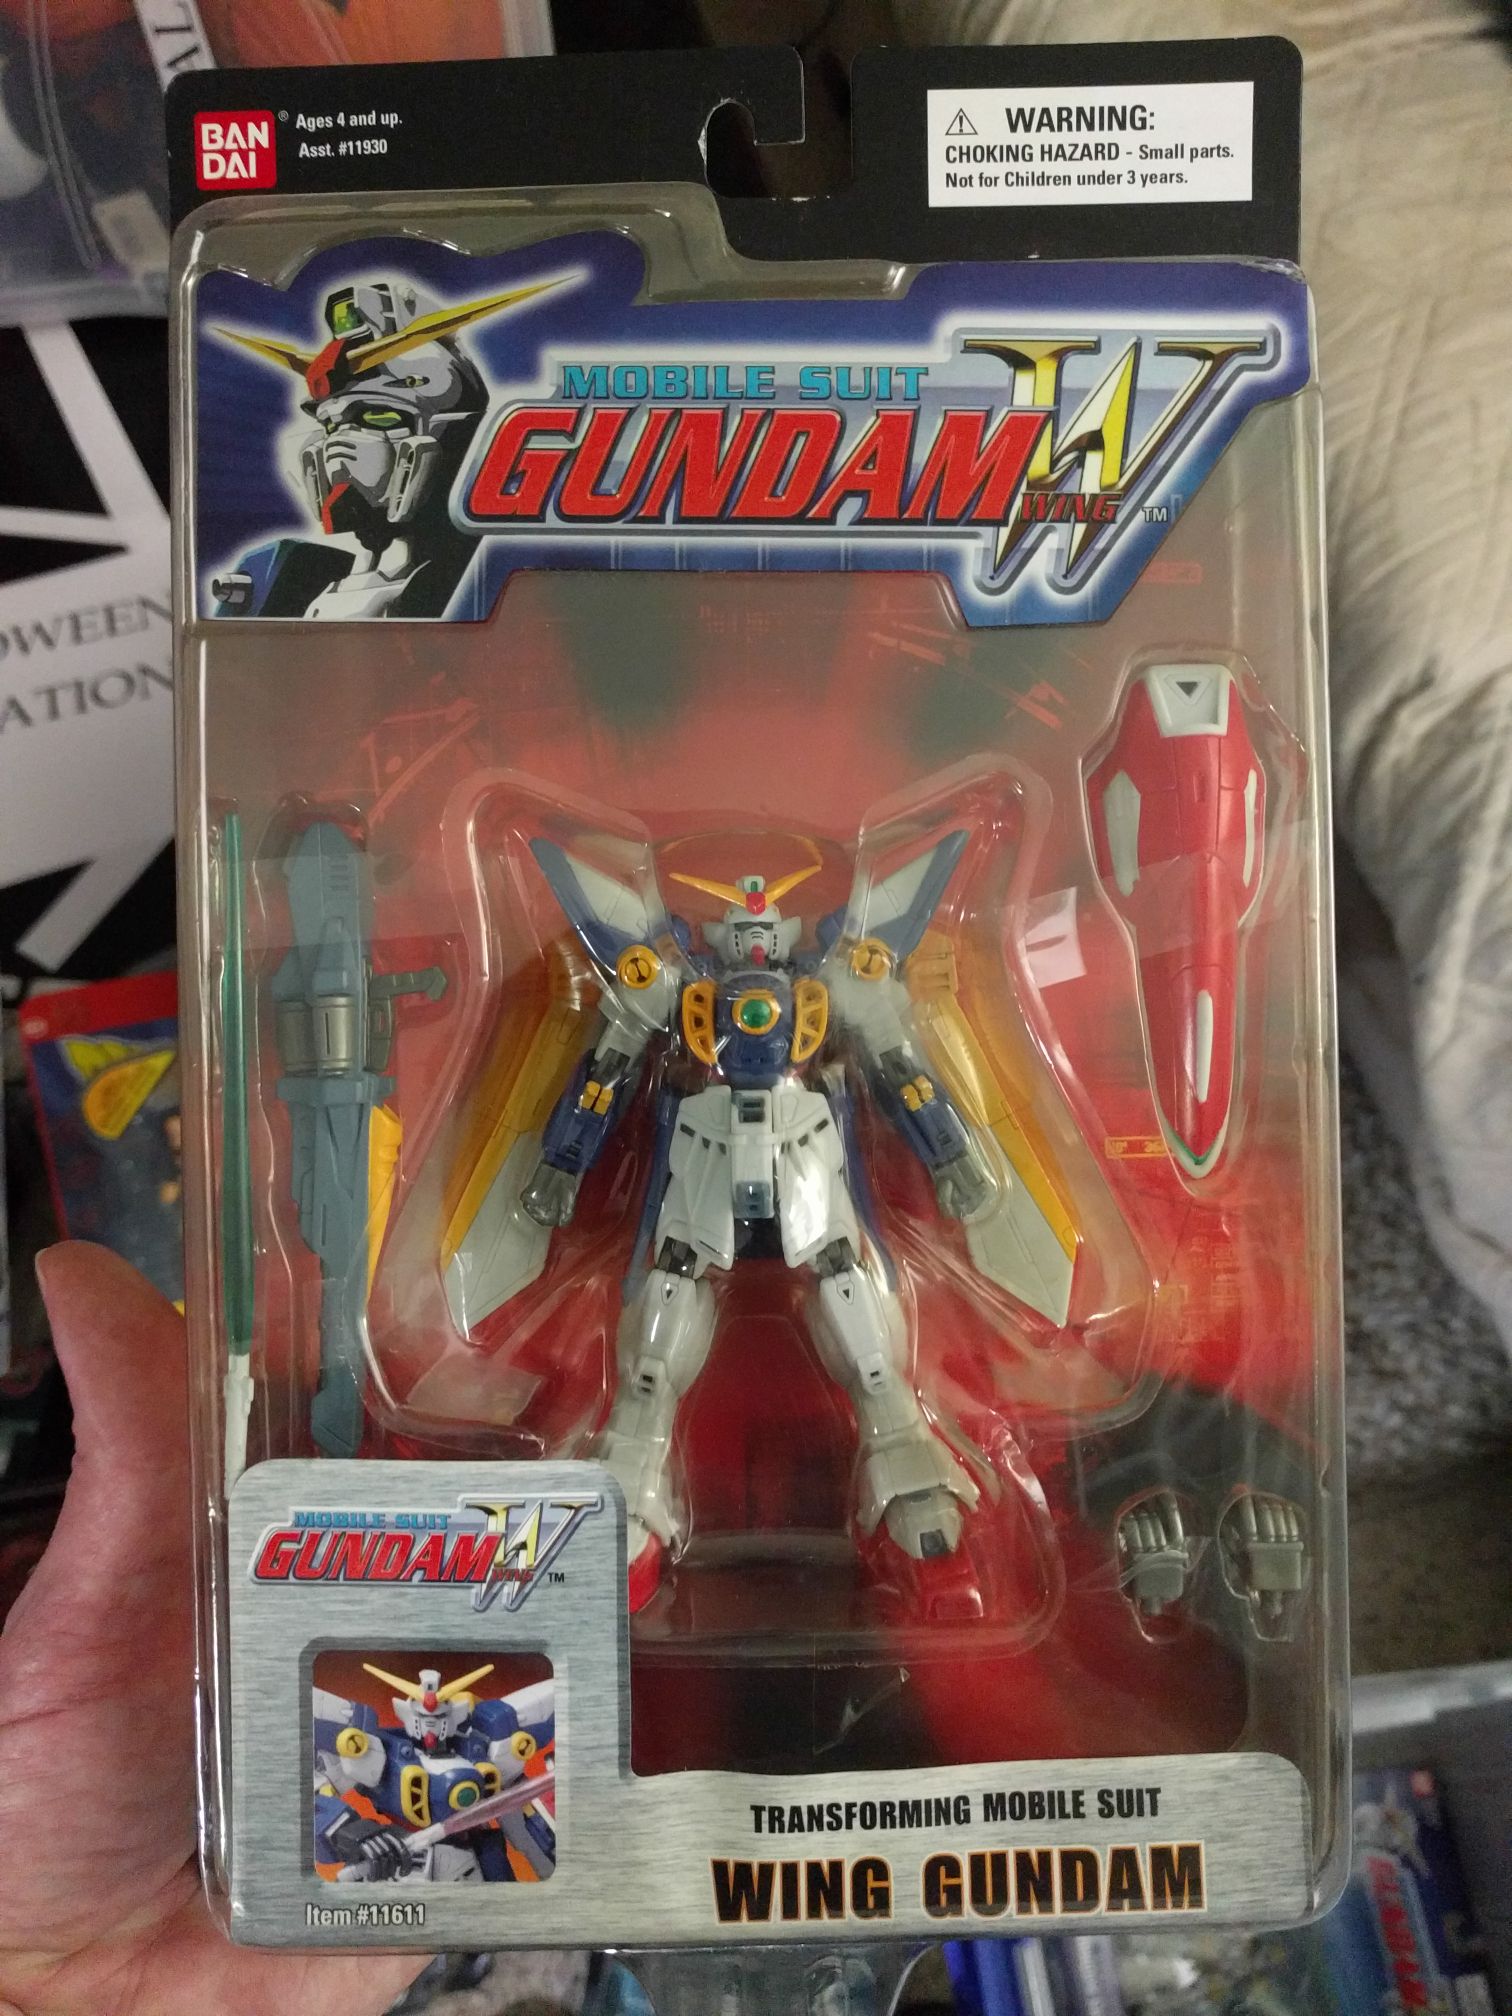 BAN
DAI
®
Ages 4 and up.
Asst. #11930
WARNING:
CHOKING HAZARD - Small parts.
Not for Children under 3 years.
MOBILE SUIT
GUNDAM W
WING
TM
MOBILE SUIT
GUNDAM W
WING
TM
Item #11611
TRANSFORMING MOBILE SUIT
WING GUNDAM